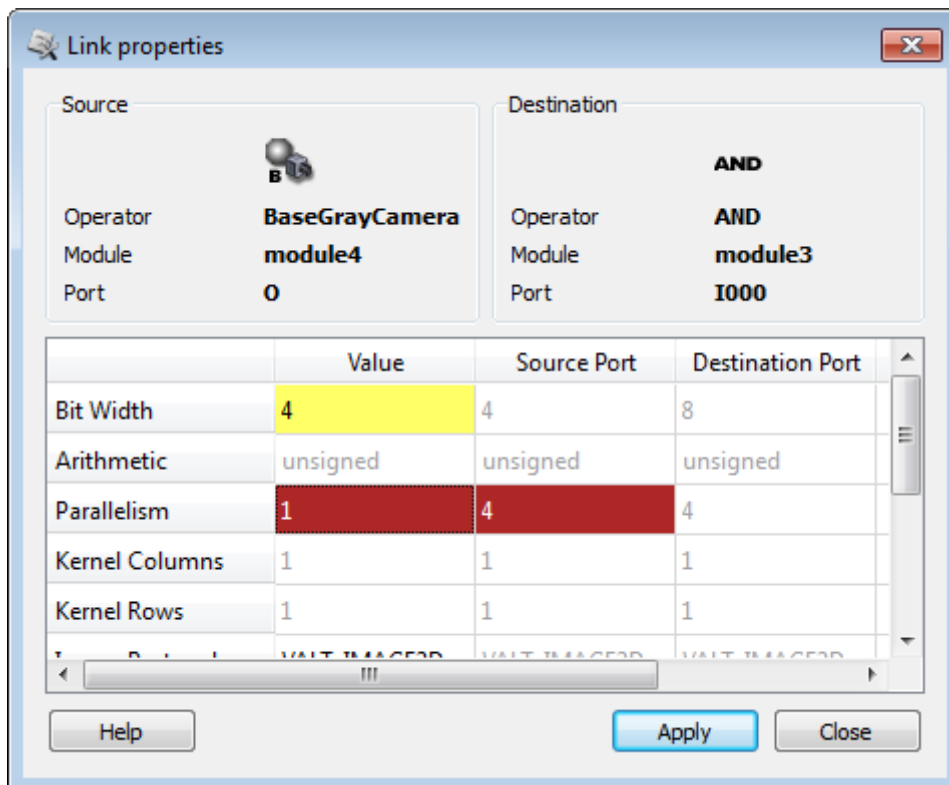 Link properties
Source
Destination
B
AND
Operator BaseGrayCamera
Operator AND
Module module4
Module module3
Port O
Port I000
Value Source Port Destination Port
Bit Width 4 4 8
Arithmetic unsigned unsigned unsigned
Parallelism 1 4 4
Kernel Columns 1 1 1
Kernel Rows 1 1 1
Help Apply Close